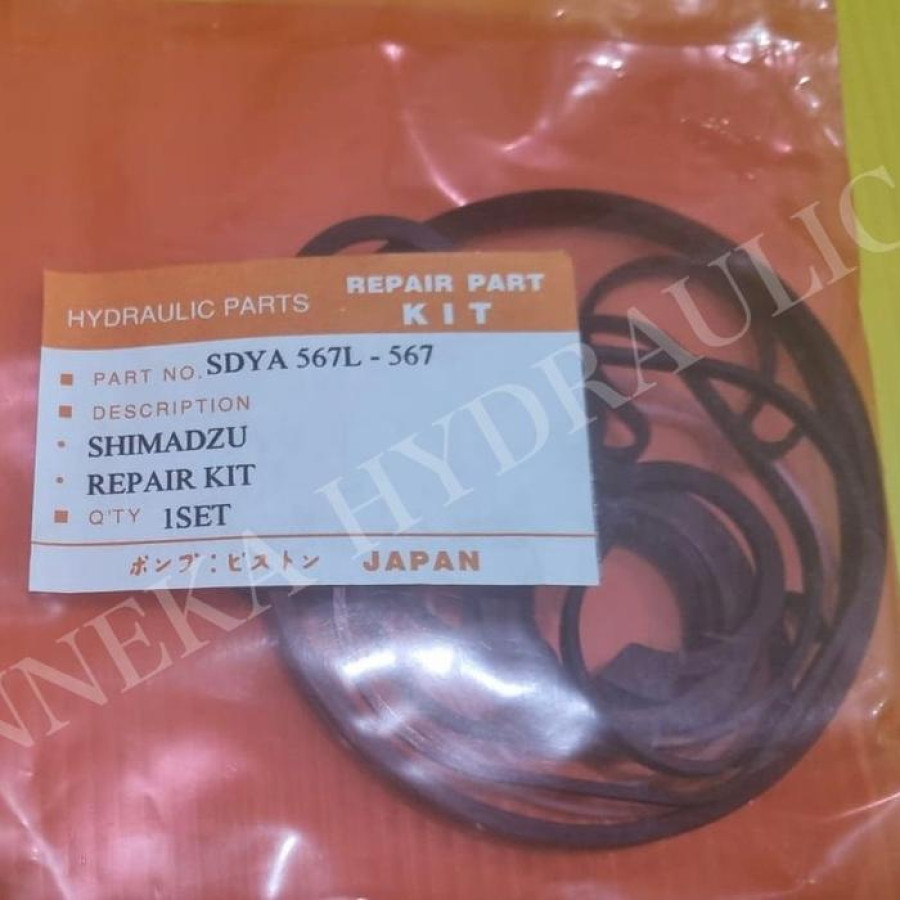 HYDRAULIC PARTS
REPAIR PART
KIT
PART NO. SDYA 567L - 567
DESCRIPTION
SHIMADZU
REPAIR KIT
Q'TY 1SET
ポンプ:ピストン JAPAN
NNEKA HYDRAULIC